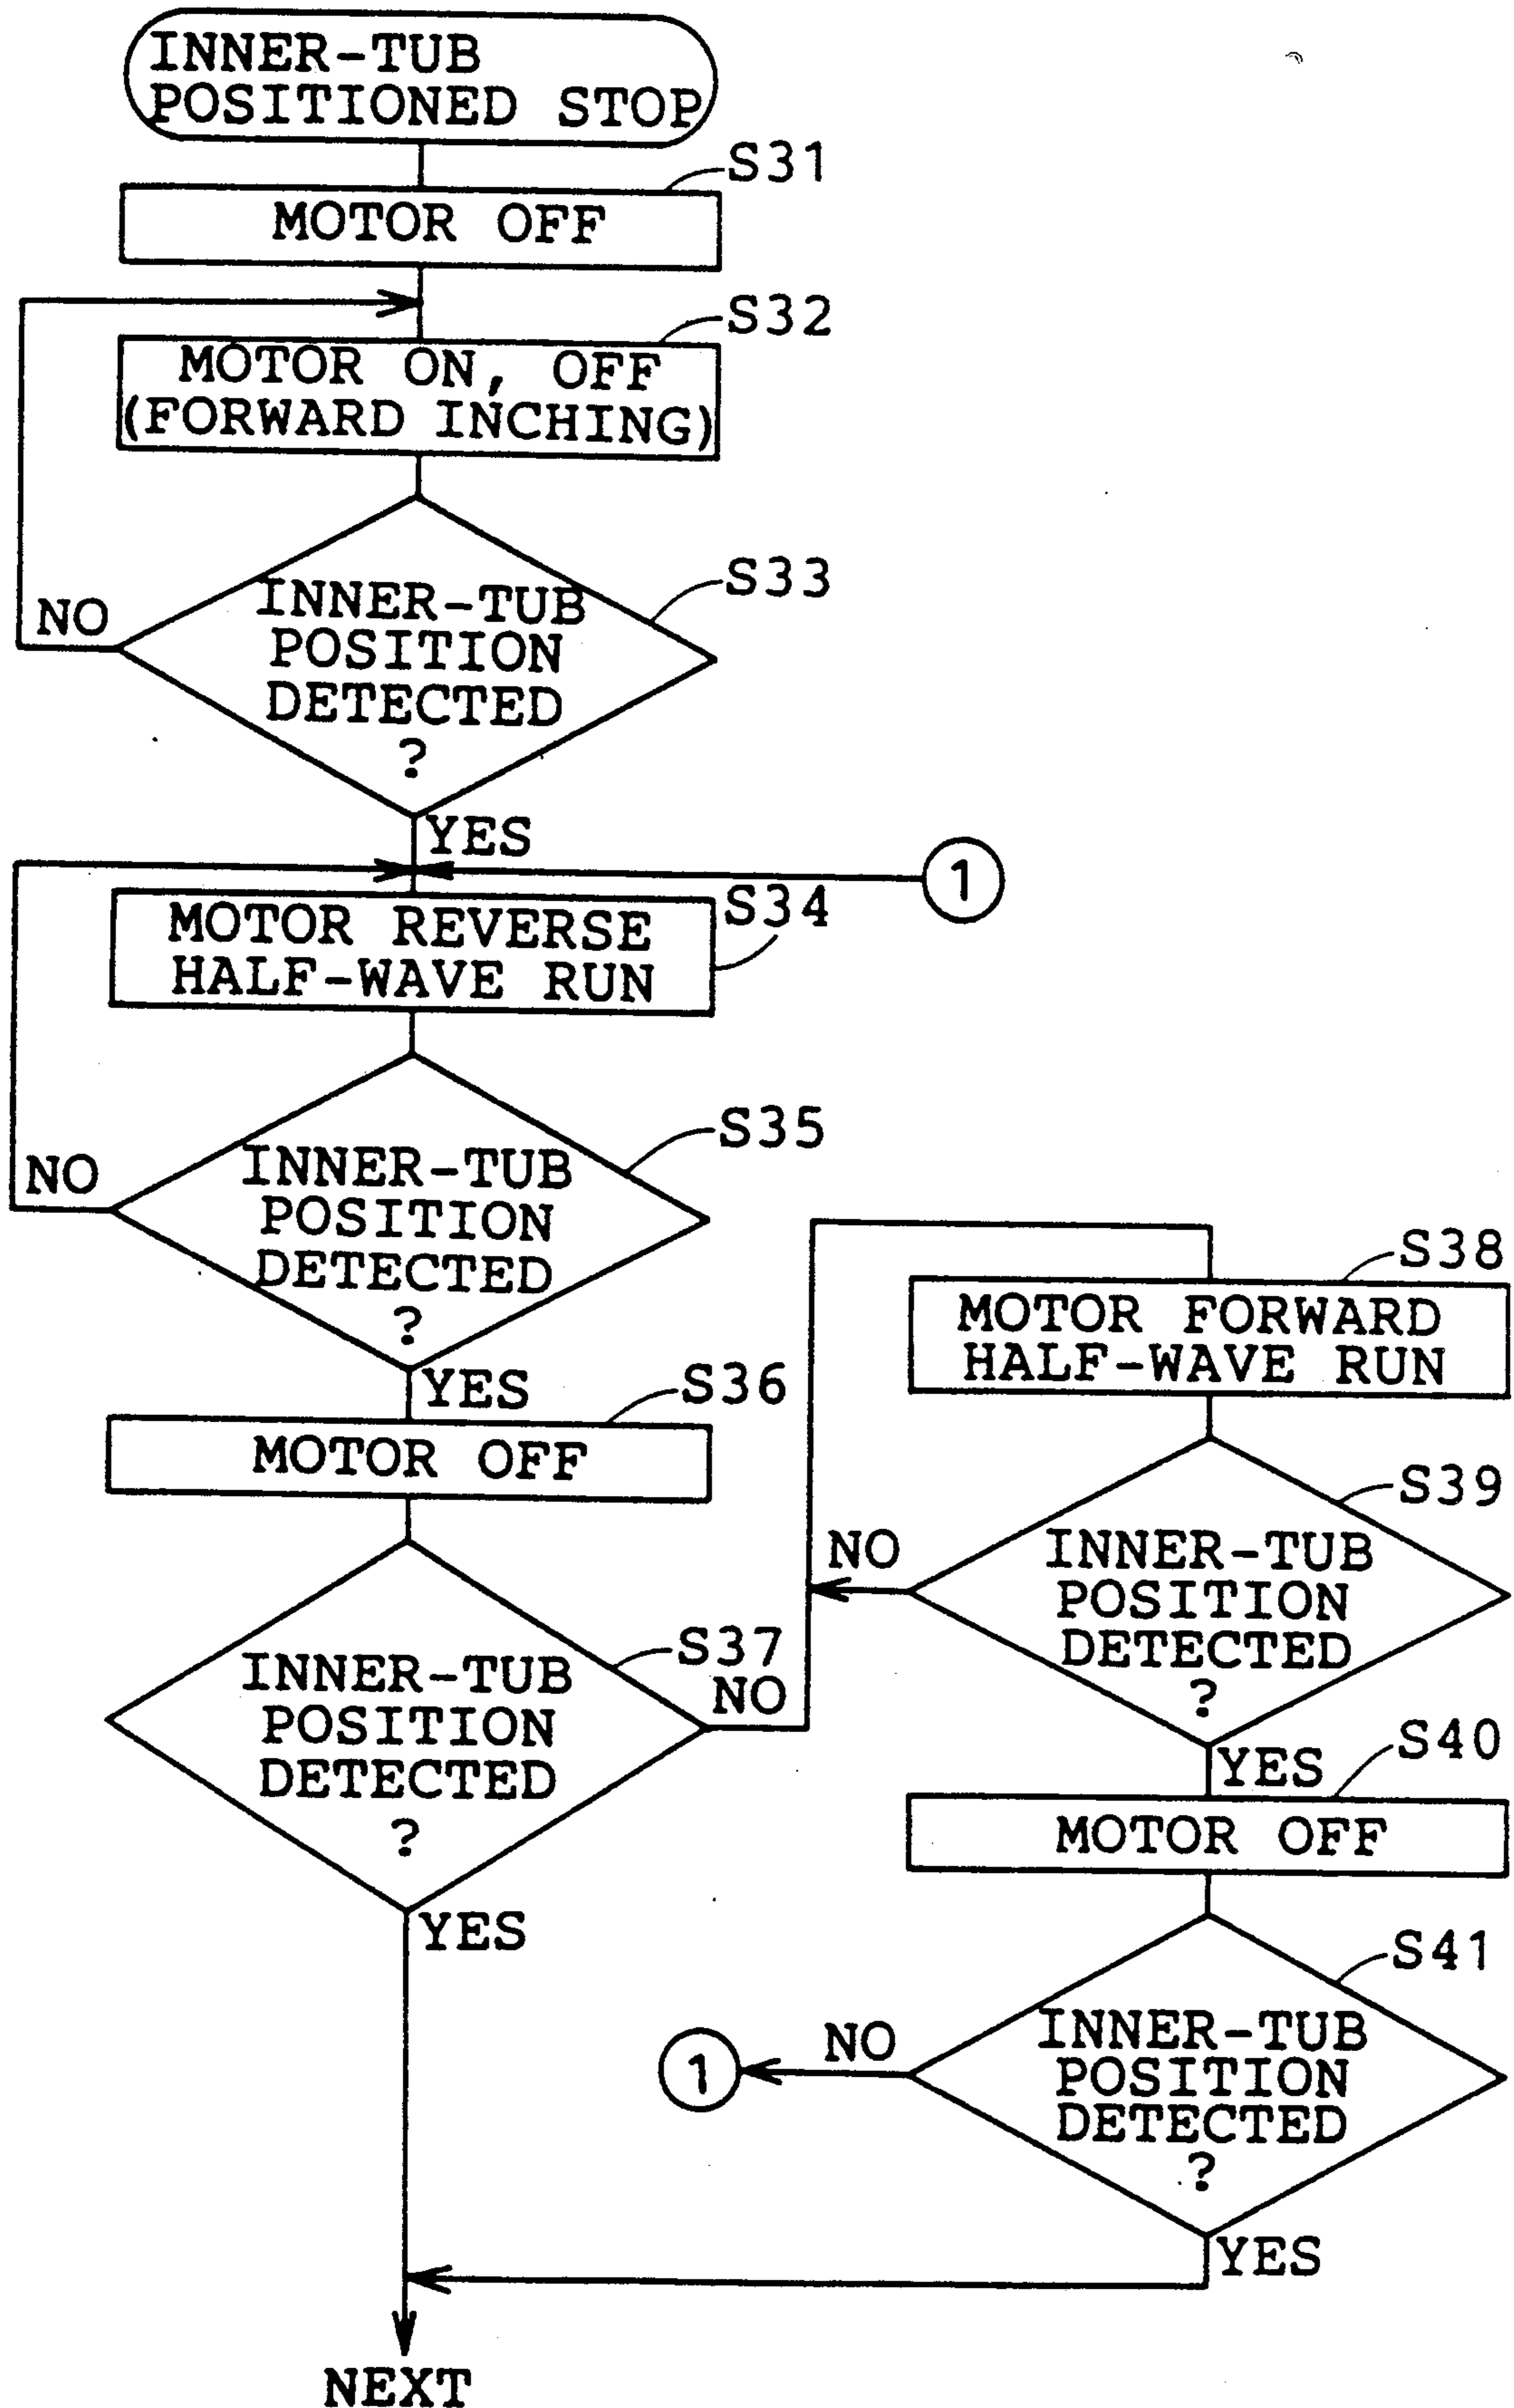 INNER-TUB
POSITIONED STOP
S31
MOTOR OFF
S32
MOTOR ON, OFF
(FORWARD INCHING)
S33
INNER-TUB
POSITION
DETECTED
?
NO
YES
1
S34
MOTOR REVERSE
HALF-WAVE RUN
S35
INNER-TUB
POSITION
DETECTED
?
NO
YES
S36
MOTOR OFF
S37
INNER-TUB
POSITION
DETECTED
?
NO
YES
S38
MOTOR FORWARD
HALF-WAVE RUN
S39
INNER-TUB
POSITION
DETECTED
?
NO
YES
S40
MOTOR OFF
S41
INNER-TUB
POSITION
DETECTED
?
NO
1
YES
NEXT